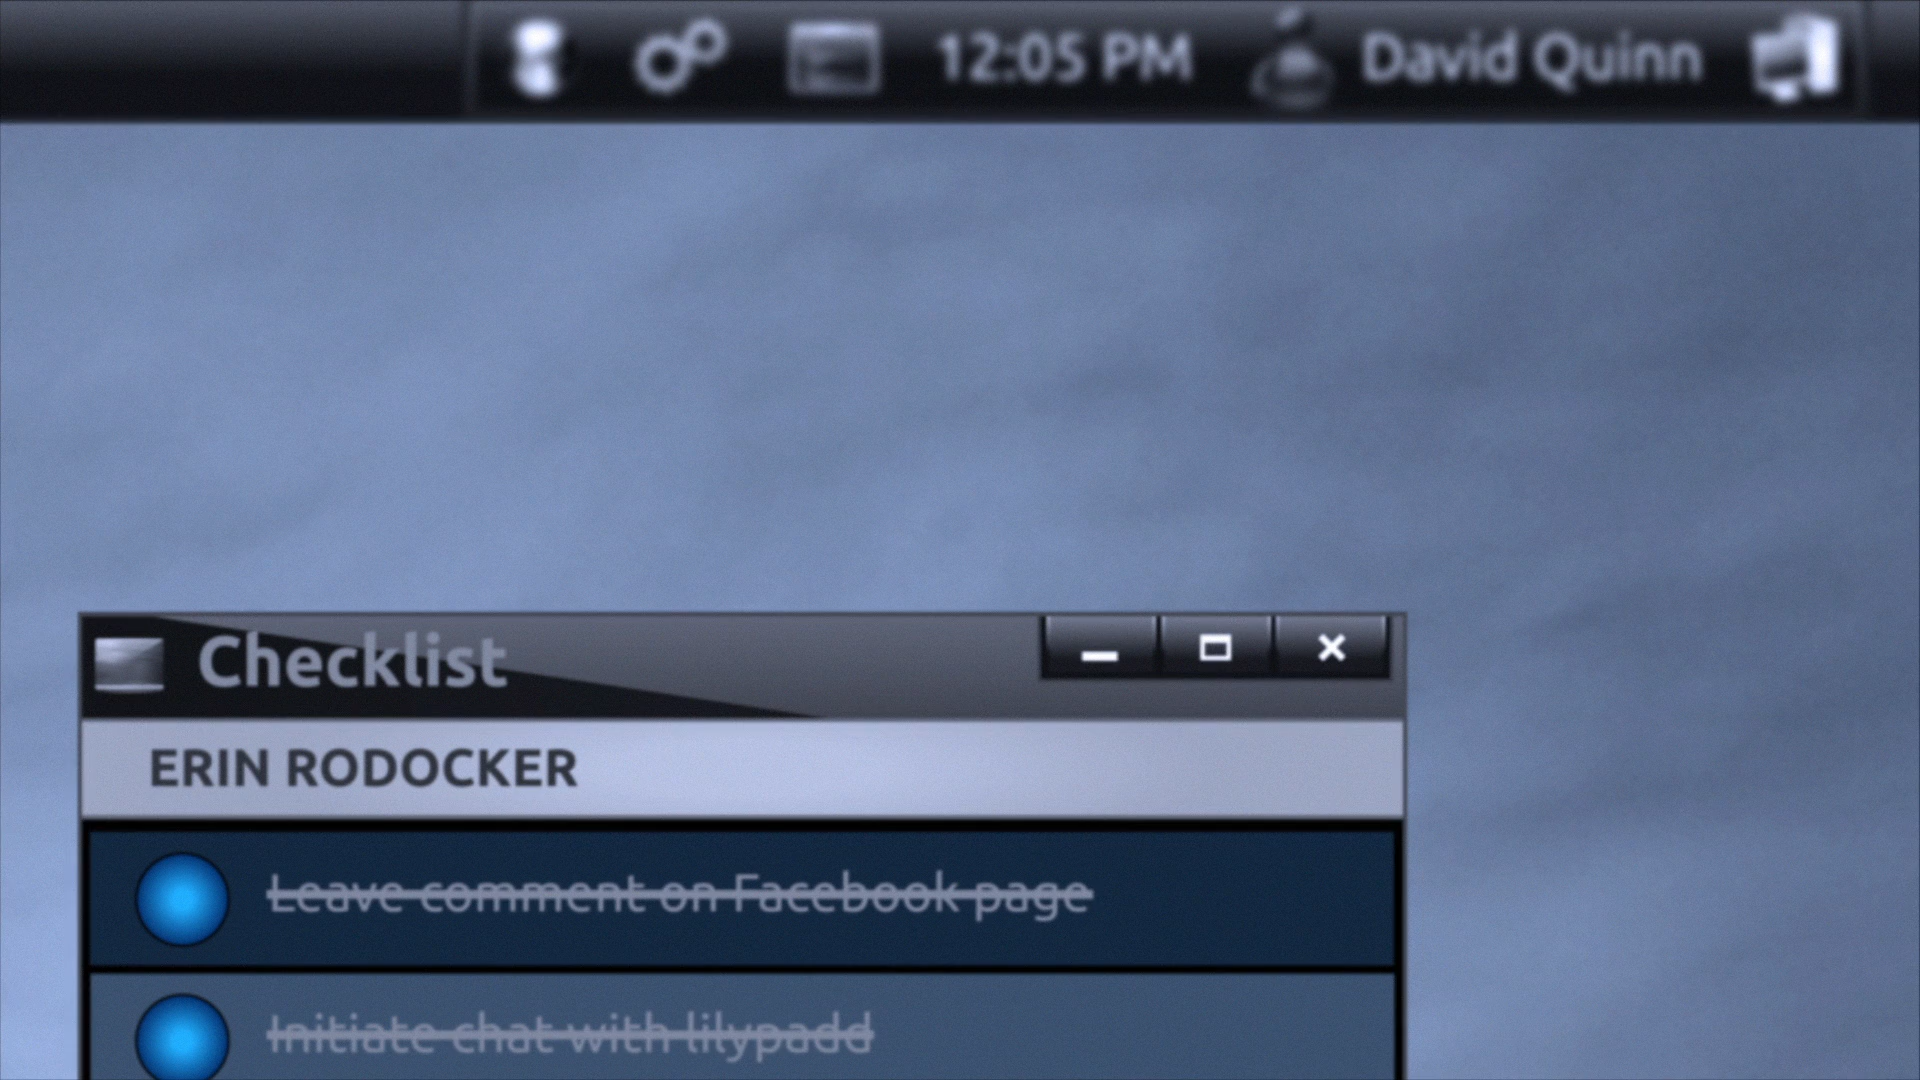 12:05 PM David Quinn
Checklist
ERIN RODOCKER
Leave comment on Facebook page
Initiate chat with lilypadd